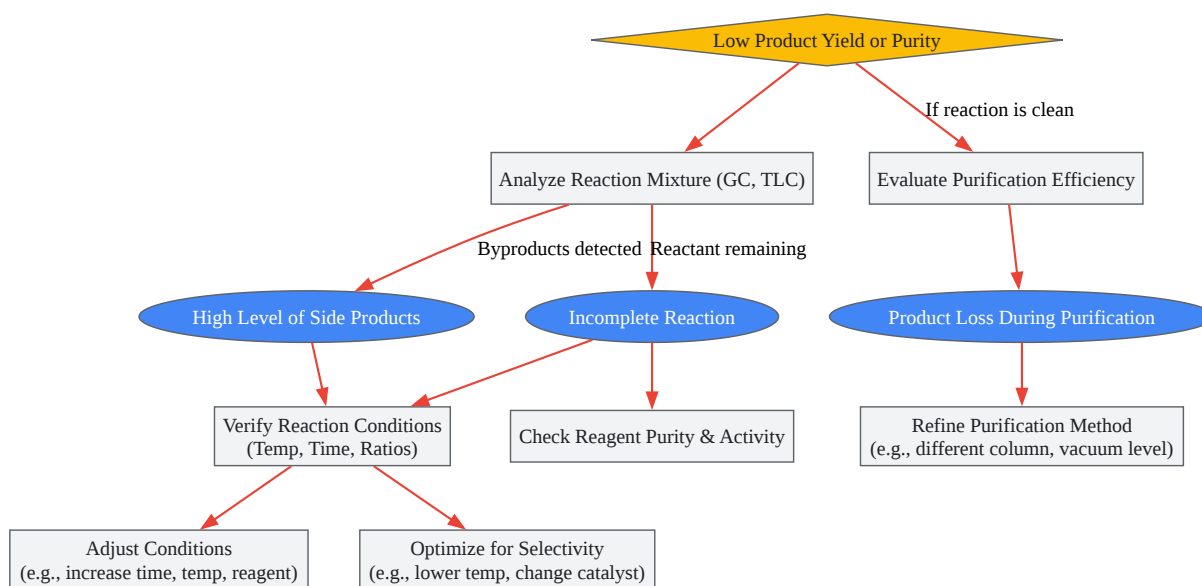 Low Product Yield or Purity
If reaction is clean
Analyze Reaction Mixture (GC, TLC)
Evaluate Purification Efficiency
Byproducts detected
Reactant remaining
High Level of Side Products
Incomplete Reaction
Product Loss During Purification
Verify Reaction Conditions
(Temp, Time, Ratios)
Check Reagent Purity & Activity
Refine Purification Method
(e.g., different column, vacuum level)
Adjust Conditions
(e.g., increase time, temp, reagent)
Optimize for Selectivity
(e.g., lower temp, change catalyst)